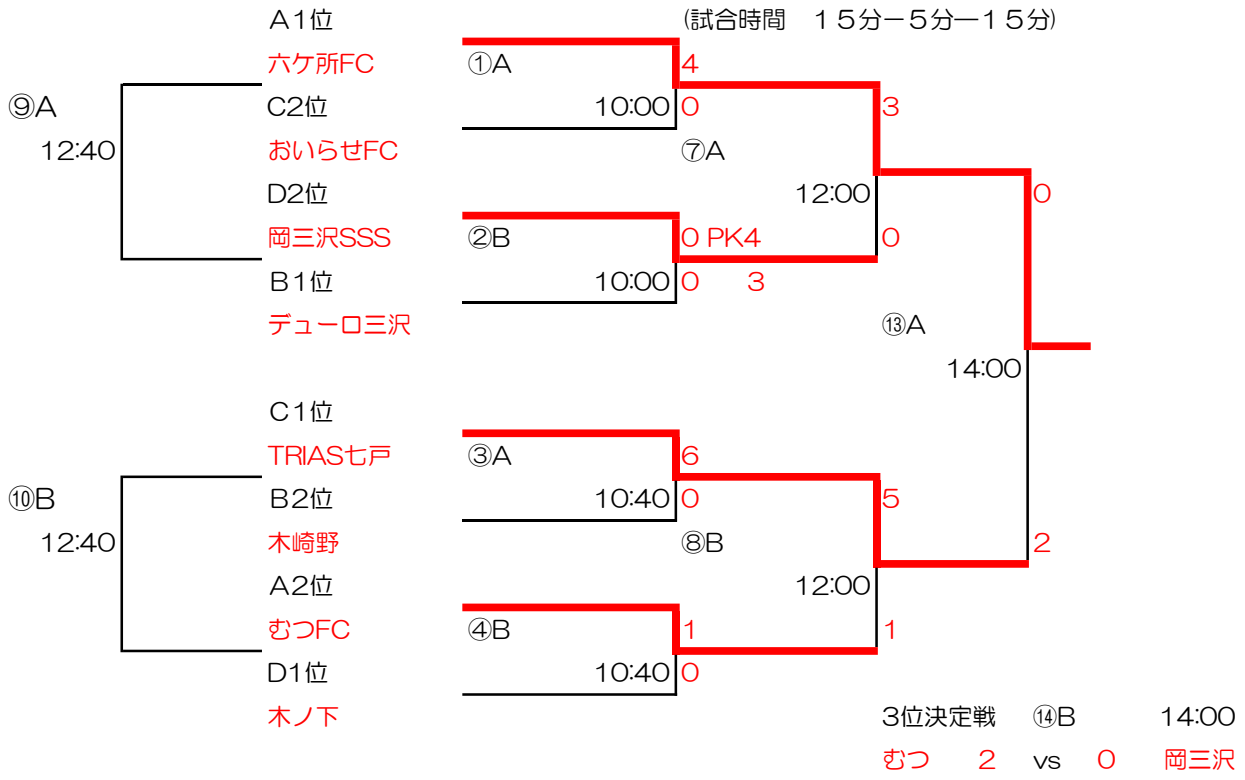 A1位 (試合時間 15分－5分―15分)
六ケ所FC ①A 4
⑨A C2位 10:00 0 3
12:40 おいらせFC ⑦A
D2位 12:00 0
岡三沢SSS ②B 0 PK4 0
B1位 10:00 0 3
デューロ三沢 ⑬A
14:00
C1位
TRIAS七戸 ③A 6
⑩B B2位 10:40 0 5
12:40 木崎野 ⑧B 2
A2位 12:00
むつFC ④B 1 1
D1位 10:40 0
木ノ下 3位決定戦 ⑭B 14:00
むつ 2 vs 0 岡三沢